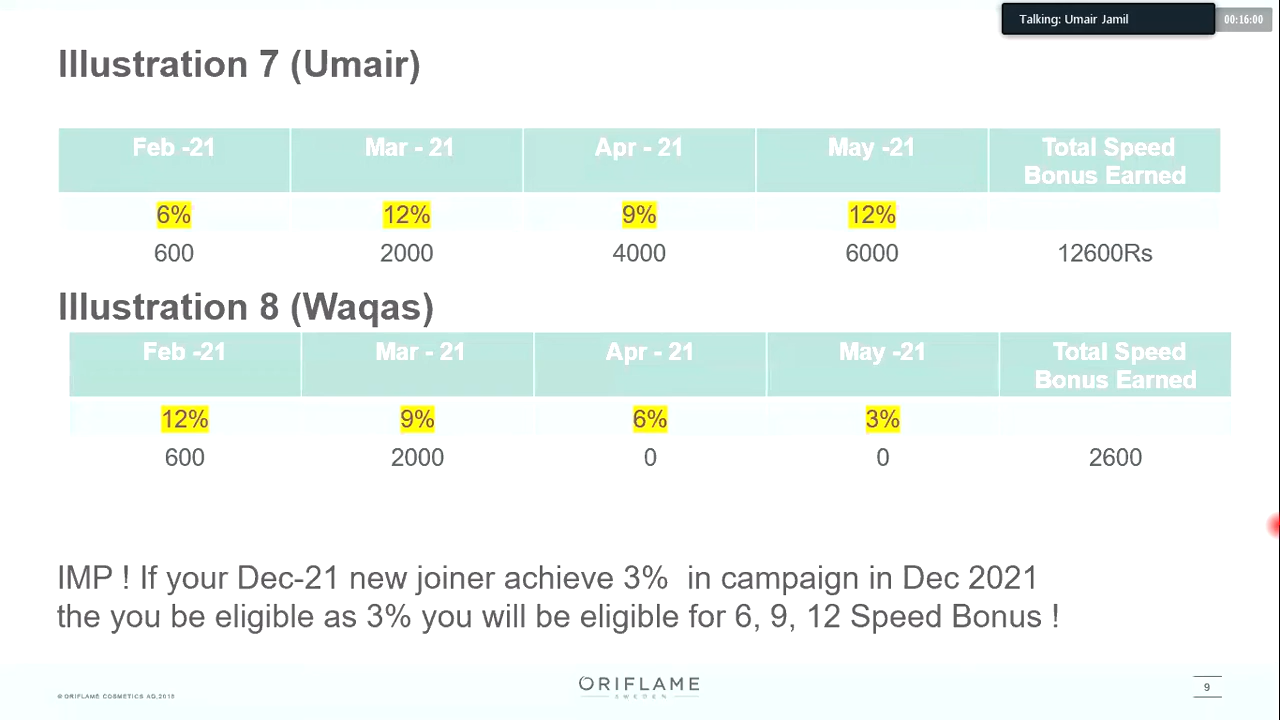 Talking: Umair Jamil
00:16:00
Illustration 7 (Umair)
Feb -21 Mar - 21 Apr - 21 May -21 Total Speed
Bonus Earned
6% 12% 9% 12%
600 2000 4000 6000 12600Rs
Illustration 8 (Waqas)
Feb -21 Mar - 21 Apr - 21 May -21 Total Speed
Bonus Earned
12% 9% 6% 3%
600 2000 0 0 2600
IMP ! If your Dec-21 new joiner achieve 3% in campaign in Dec 2021
the you be eligible as 3% you will be eligible for 6, 9, 12 Speed Bonus !
© ORIFLAME COSMETICS AG,2018
ORIFLAME
SWEDEN
9